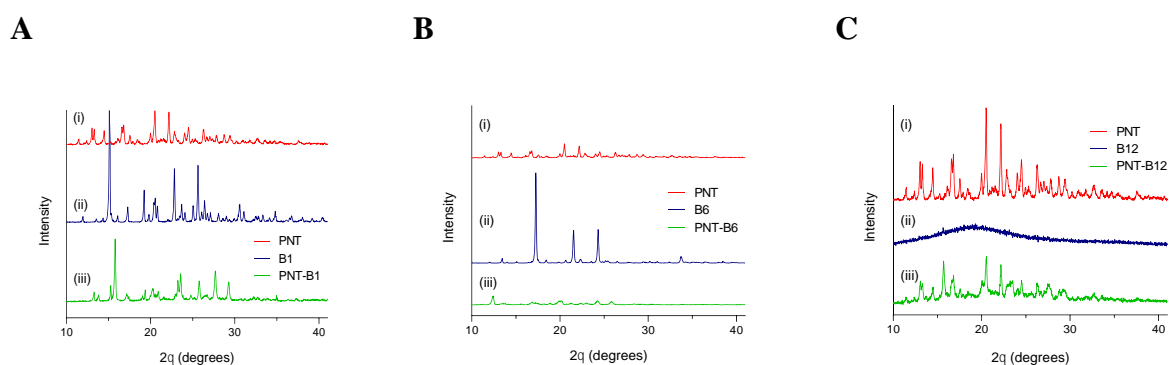 A
(i)
(ii)
(iii)
PNT
B1
PNT-B1
Intensity
10 20 30 40
2q (degrees)
B
(i)
(ii)
(iii)
PNT
B6
PNT-B6
Intensity
10 20 30 40
2q (degrees)
C
(i)
(ii)
(iii)
PNT
B12
PNT-B12
Intensity
10 20 30 40
2q (degrees)